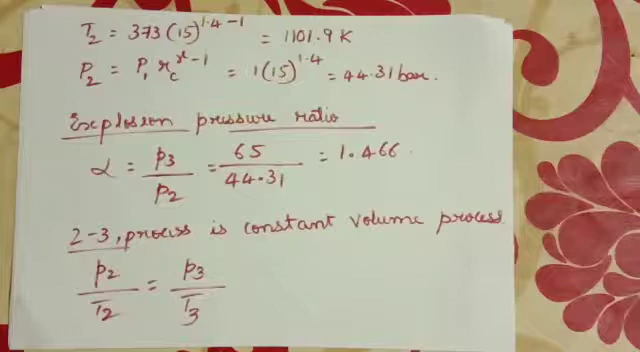 T₂ = 373 (15)^1.4-1 = 1101.9 K
P₂ = P₁ r_c^γ-1 = 1(15)^1.4 = 44.31 bar.
Explosion pressure ratio
α = p₃/p₂ = 65/44.31 = 1.466.
2-3, process is constant volume process
p₂/T₂ = p₃/T₃